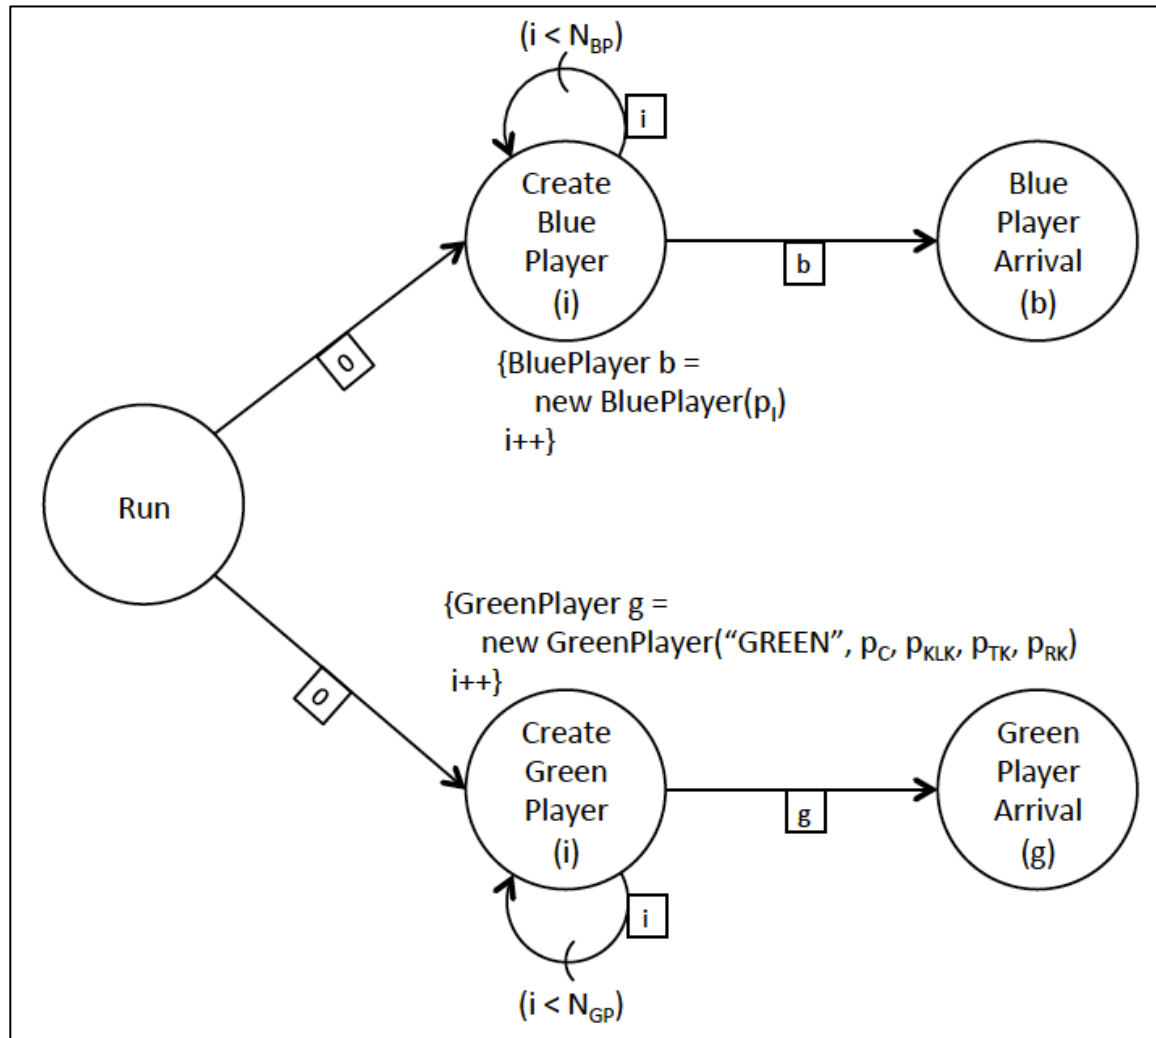 (i < N_BP)
i
Create
Blue
Player
(i)
Blue
Player
Arrival
(b)
b
0
{BluePlayer b =
new BluePlayer(p_I)
i++}
Run
{GreenPlayer g =
new GreenPlayer(“GREEN”, p_C, p_KLK, p_TK, p_RK)
i++}
0
Create
Green
Player
(i)
Green
Player
Arrival
(g)
g
i
(i < N_GP)